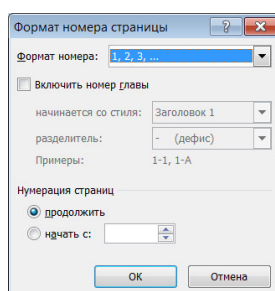 Формат номера страницы
Формат номера: 1, 2, 3, ...
Включить номер главы
начинается со стиля: Заголовок 1
разделитель: - (дефис)
Примеры: 1-1, 1-A
Нумерация страниц
продолжить
начать с:
ОК Отмена